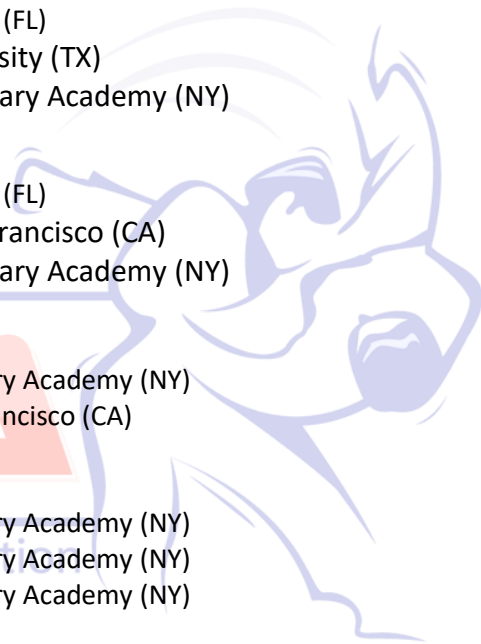 (FL)
sity (TX)
ary Academy (NY)
(FL)
rancisco (CA)
ary Academy (NY)
ry Academy (NY)
ncisco (CA)
ry Academy (NY)
ry Academy (NY)
tion
ry Academy (NY)